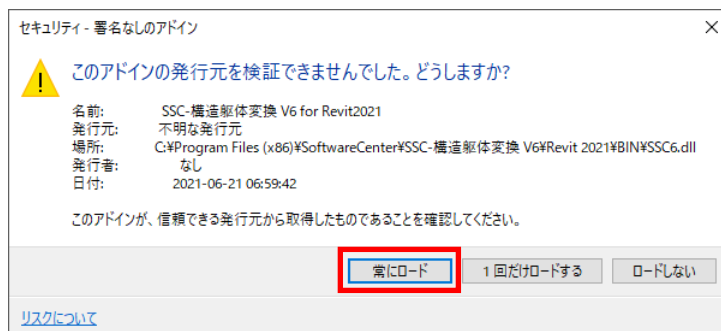 セキュリティ - 署名なしのアドイン
このアドインの発行元を検証できませんでした。どうしますか?
名前: SSC-構造躯体変換 V6 for Revit2021
発行元: 不明な発行元
場所: C:¥Program Files (x86)¥SoftwareCenter¥SSC-構造躯体変換 V6¥Revit 2021¥BIN¥SSC6.dll
発行者: なし
日付: 2021-06-21 06:59:42
このアドインが、信頼できる発行元から取得したものであることを確認してください。
常にロード 1 回だけロードする ロードしない
リスクについて